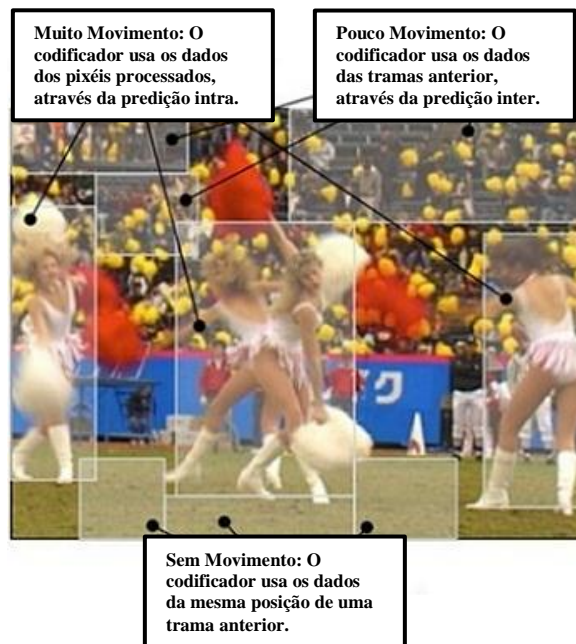 Muito Movimento: O
codificador usa os dados
dos pixéis processados,
através da predição intra.
Pouco Movimento: O
codificador usa os dados
das tramas anterior,
através da predição inter.
Sem Movimento: O
codificador usa os dados
da mesma posição de uma
trama anterior.